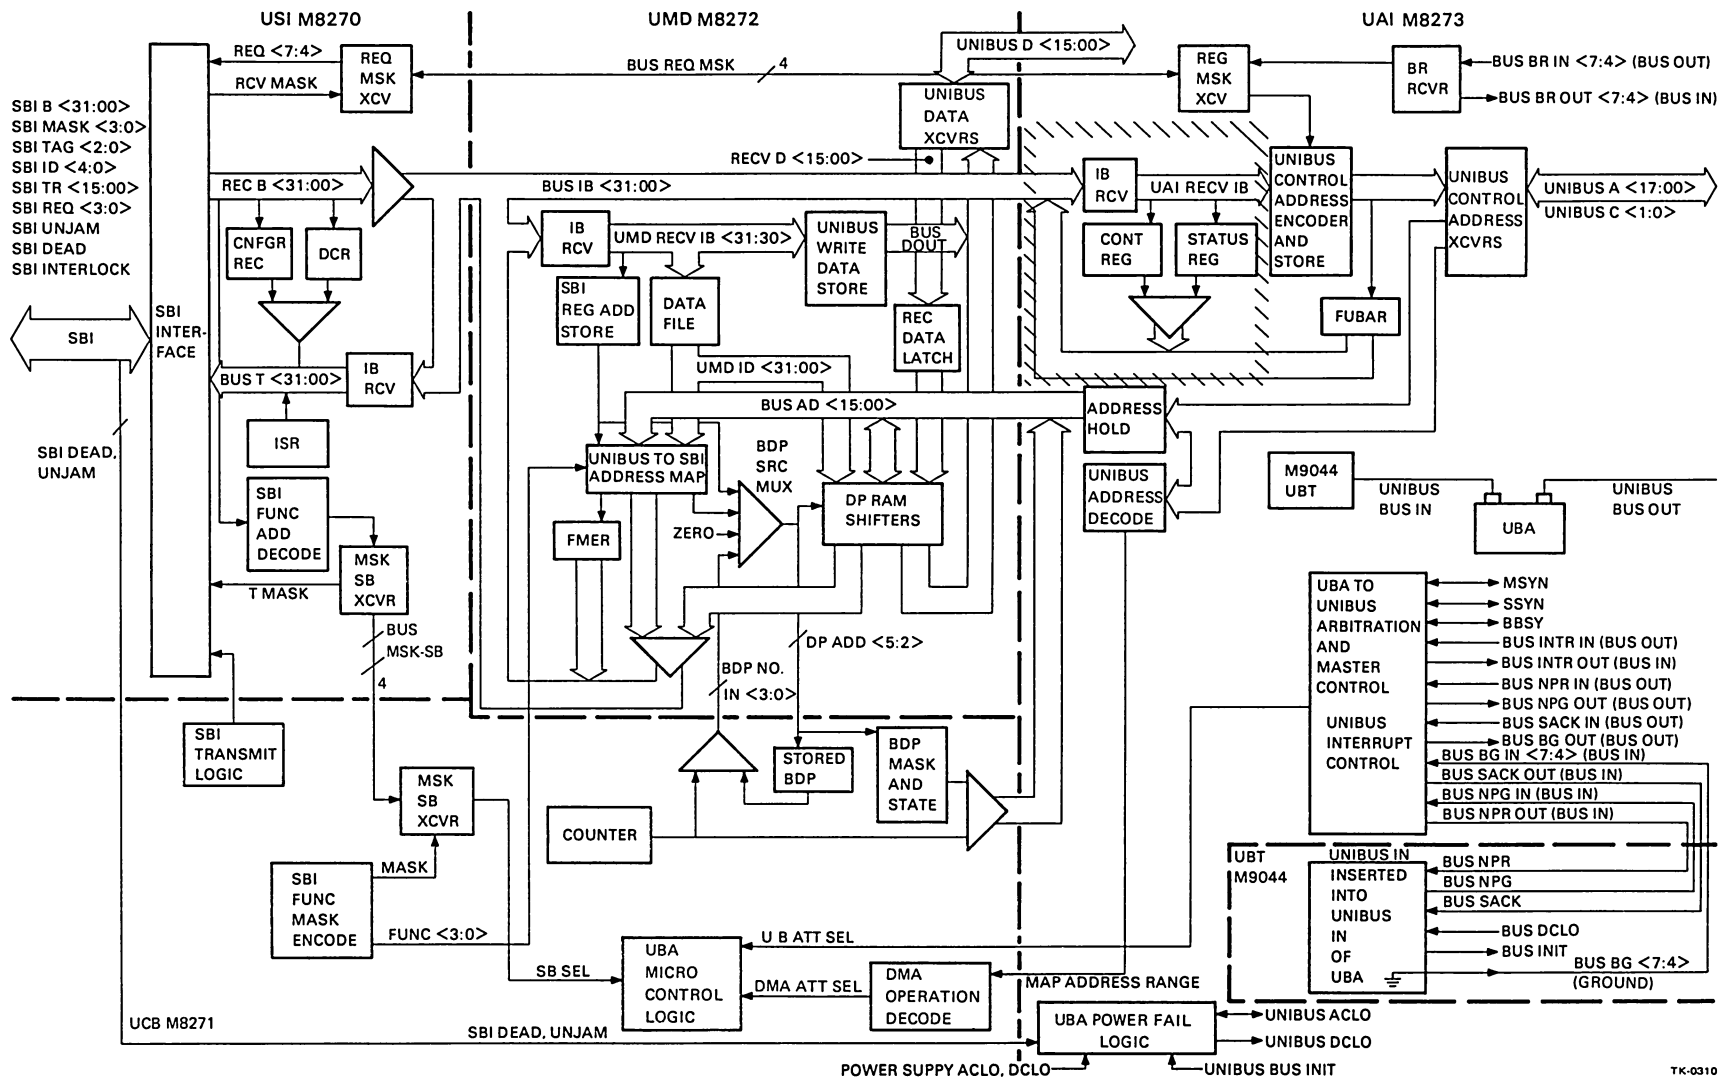 USI M8270
UMD M8272
UAI M8273
REQ <7:4>
RCV MASK
REQ
MSK
XCV
BUS REQ MSK
4
UNIBUS D <15:00>
UNIBUS
DATA
XCVRS
REG
MSK
XCV
BR
RCVR
BUS BR IN <7:4> (BUS OUT)
BUS BR OUT <7:4> (BUS IN)
SBI B <31:00>
SBI MASK <3:0>
SBI TAG <2:0>
SBI ID <4:0>
SBI TR <15:00>
SBI REQ <3:0>
SBI UNJAM
SBI DEAD
SBI INTERLOCK
SBI
SBI
INTER-
FACE
REC B <31:00>
CNFGR
REC
DCR
BUS T <31:00>
IB
RCV
ISR
SBI DEAD,
UNJAM
SBI
FUNC
ADD
DECODE
MSK
SB
XCVR
T MASK
BUS
MSK-SB
4
SBI
TRANSMIT
LOGIC
RECV D <15:00>
BUS IB <31:00>
IB
RCV
UMD RECV IB <31:30>
UNIBUS
WRITE
DATA
STORE
BUS
DOUT
SBI
REG ADD
STORE
DATA
FILE
REC
DATA
LATCH
UMD ID <31:00>
BUS AD <15:00>
UNIBUS TO SBI
ADDRESS MAP
BDP
SRC
MUX
DP RAM
SHIFTERS
FMER
ZERO
DP ADD <5:2>
BDP NO.
IN <3:0>
IB
RCV
UAI RECV IB
CONT
REG
STATUS
REG
UNIBUS
CONTROL
ADDRESS
ENCODER
AND
STORE
UNIBUS
CONTROL
ADDRESS
XCVRS
UNIBUS A <17:00>
UNIBUS C <1:0>
FUBAR
ADDRESS
HOLD
UNIBUS
ADDRESS
DECODE
M9044
UBT
UNIBUS
BUS IN
UBA
UNIBUS
BUS OUT
UBA TO
UNIBUS
ARBITRATION
AND
MASTER
CONTROL
UNIBUS
INTERRUPT
CONTROL
MSYN
SSYN
BBSY
BUS INTR IN (BUS OUT)
BUS INTR OUT (BUS IN)
BUS NPR IN (BUS OUT)
BUS NPG OUT (BUS OUT)
BUS SACK IN (BUS OUT)
BUS BG OUT (BUS OUT)
BUS BG IN <7:4> (BUS IN)
BUS SACK OUT (BUS IN)
BUS NPG IN (BUS IN)
BUS NPR OUT (BUS IN)
STORED
BDP
BDP
MASK
AND
STATE
COUNTER
MSK
SB
XCVR
SBI
FUNC
MASK
ENCODE
MASK
FUNC <3:0>
SB SEL
UBA
MICRO
CONTROL
LOGIC
U B ATT SEL
DMA ATT SEL
DMA
OPERATION
DECODE
MAP ADDRESS RANGE
UBT
M9044
UNIBUS IN
INSERTED
INTO
UNIBUS
IN
OF
UBA
BUS NPR
BUS NPG
BUS SACK
BUS DCLO
BUS INIT
BUS BG <7:4>
(GROUND)
UCB M8271
SBI DEAD, UNJAM
UBA POWER FAIL
LOGIC
UNIBUS ACLO
UNIBUS DCLO
POWER SUPPLY ACLO, DCLO
UNIBUS BUS INIT
TK-0310